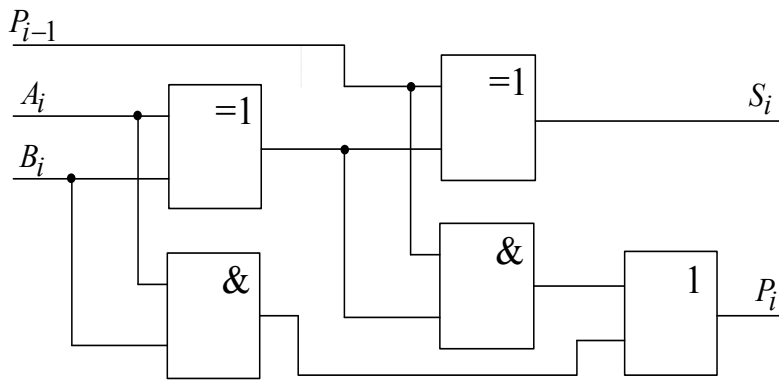 P_{i-1}
A_i
=1
=1
S_i
B_i
&
&
1
P_i